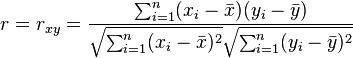 r = r_{xy} = \frac{\sum_{i=1}^{n}(x_i - \bar{x})(y_i - \bar{y})}{\sqrt{\sum_{i=1}^{n}(x_i - \bar{x})^2}\sqrt{\sum_{i=1}^{n}(y_i - \bar{y})^2}}